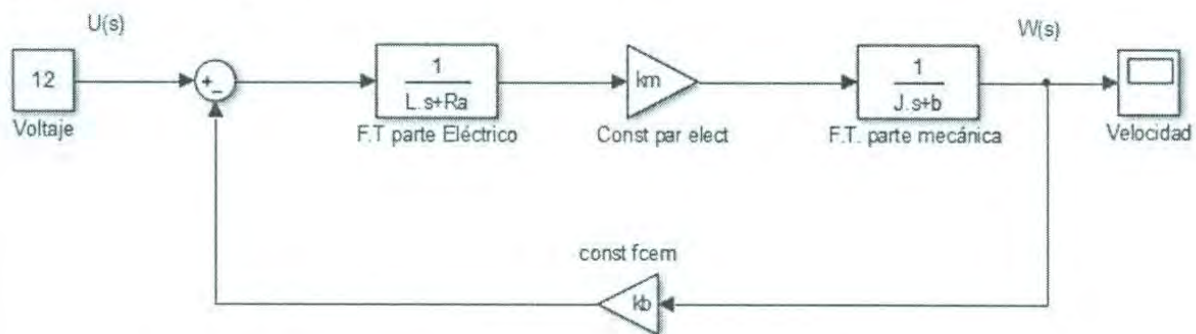 U(s)
W(s)
12
+
−
1
L.s+Ra
km
1
J.s+b
Voltaje
F.T parte Eléctrico
Const par elect
F.T. parte mecánica
Velocidad
const fcem
kb